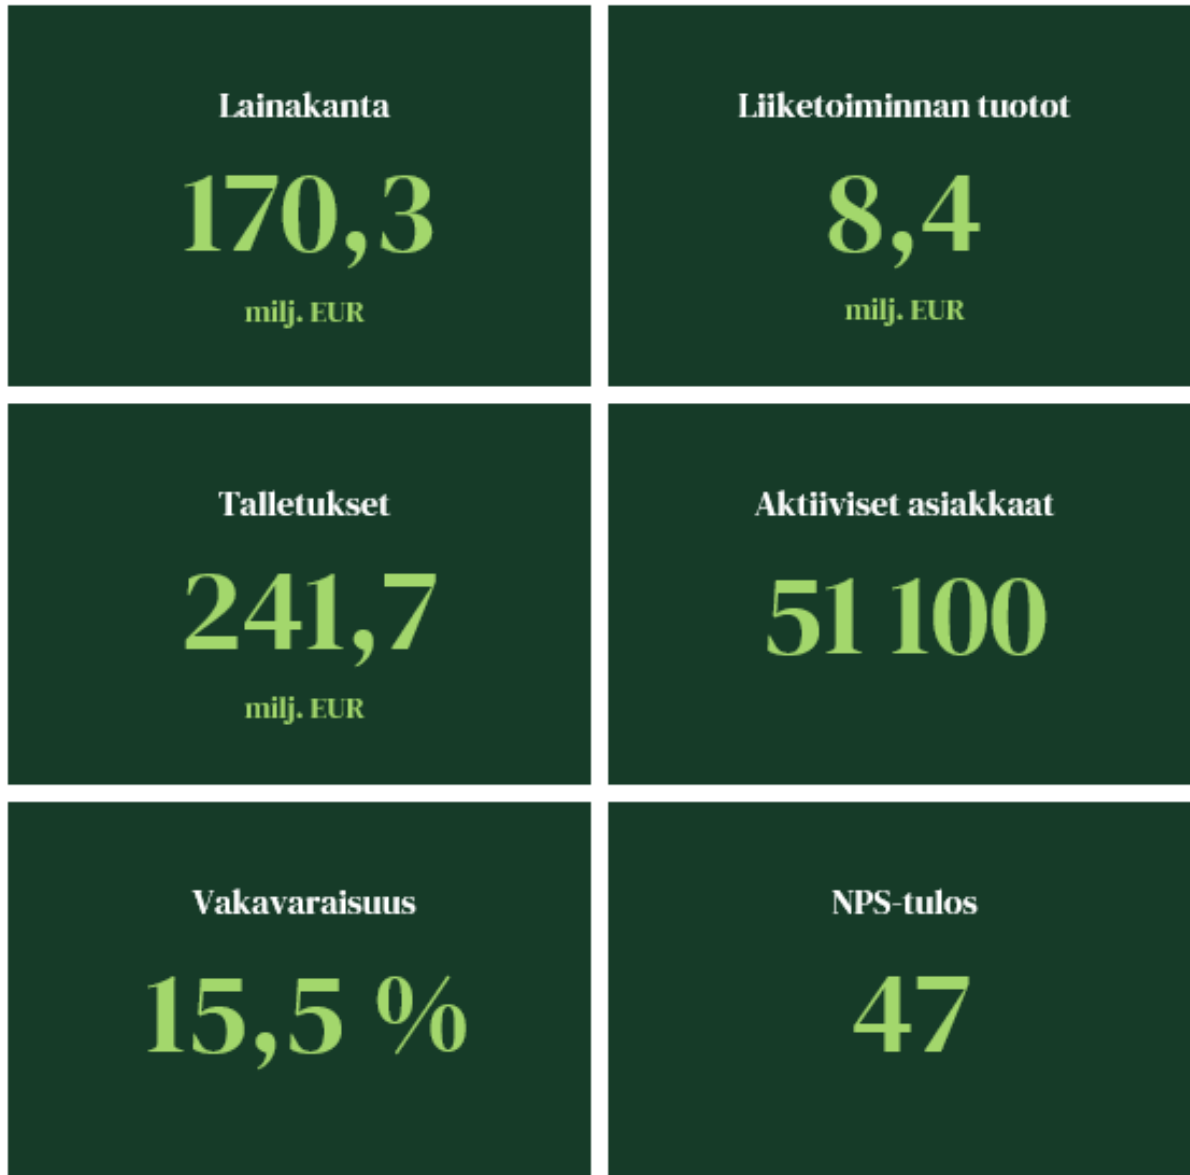 Lainakanta
170,3
milj. EUR
Liiketoiminnan tuotot
8,4
milj. EUR
Talletukset
241,7
milj. EUR
Aktiiviset asiakkaat
51 100
Vakavaraisuus
15,5 %
NPS-tulos
47